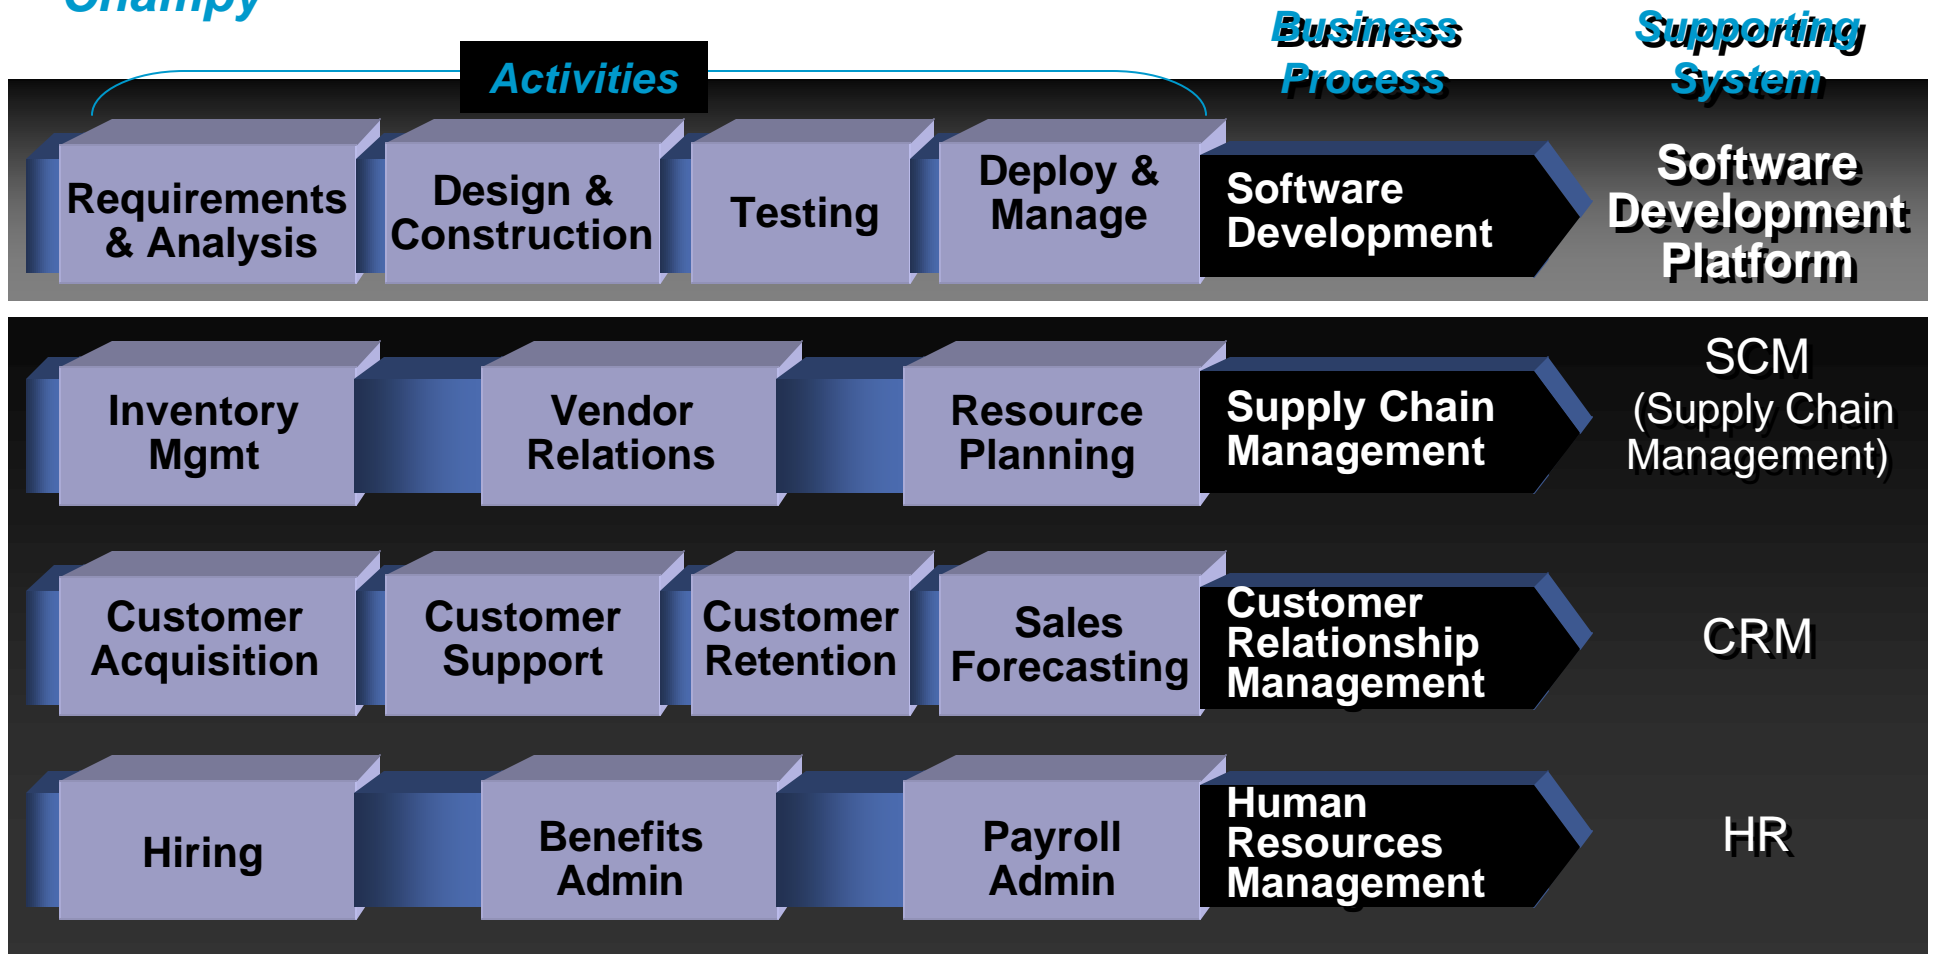 Champy
Activities
Business
Process
Supporting
System
Requirements
& Analysis
Design &
Construction
Testing
Deploy &
Manage
Software
Development
Software
Development
Platform
Inventory
Mgmt
Vendor
Relations
Resource
Planning
Supply Chain
Management
SCM
(Supply Chain
Management)
Customer
Acquisition
Customer
Support
Customer
Retention
Sales
Forecasting
Customer
Relationship
Management
CRM
Hiring
Benefits
Admin
Payroll
Admin
Human
Resources
Management
HR